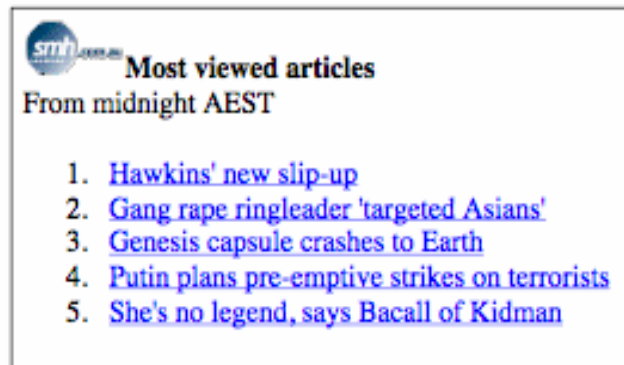 smh.com.au Most viewed articles
From midnight AEST
1. Hawkins' new slip-up
2. Gang rape ringleader 'targeted Asians'
3. Genesis capsule crashes to Earth
4. Putin plans pre-emptive strikes on terrorists
5. She's no legend, says Bacall of Kidman